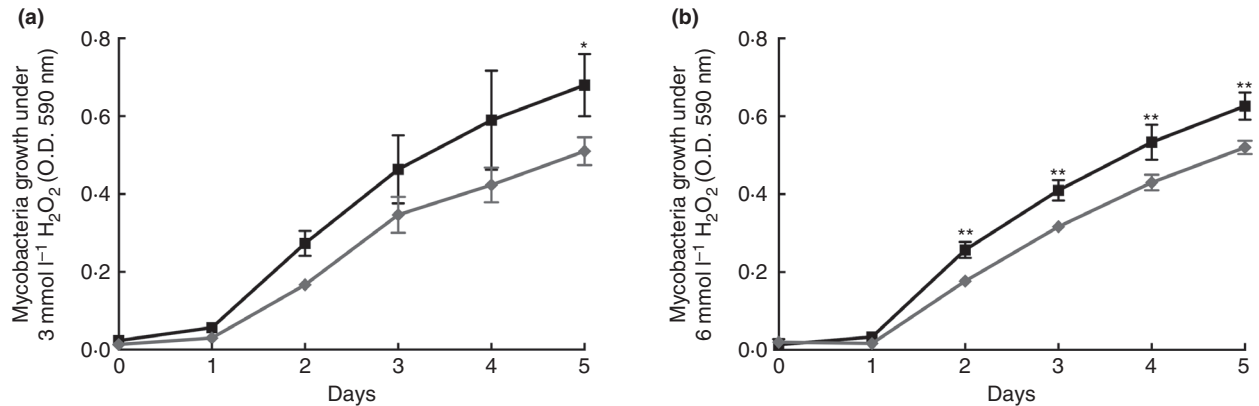 (a)
Mycobacteria growth under
3 mmol l⁻¹ H₂O₂ (O.D. 590 nm)
0·8
0·6
0·4
0·2
0·0
*
0 1 2 3 4 5
Days
(b)
Mycobacteria growth under
6 mmol l⁻¹ H₂O₂ (O.D. 590 nm)
0·8
0·6
0·4
0·2
0·0
** ** ** **
0 1 2 3 4 5
Days